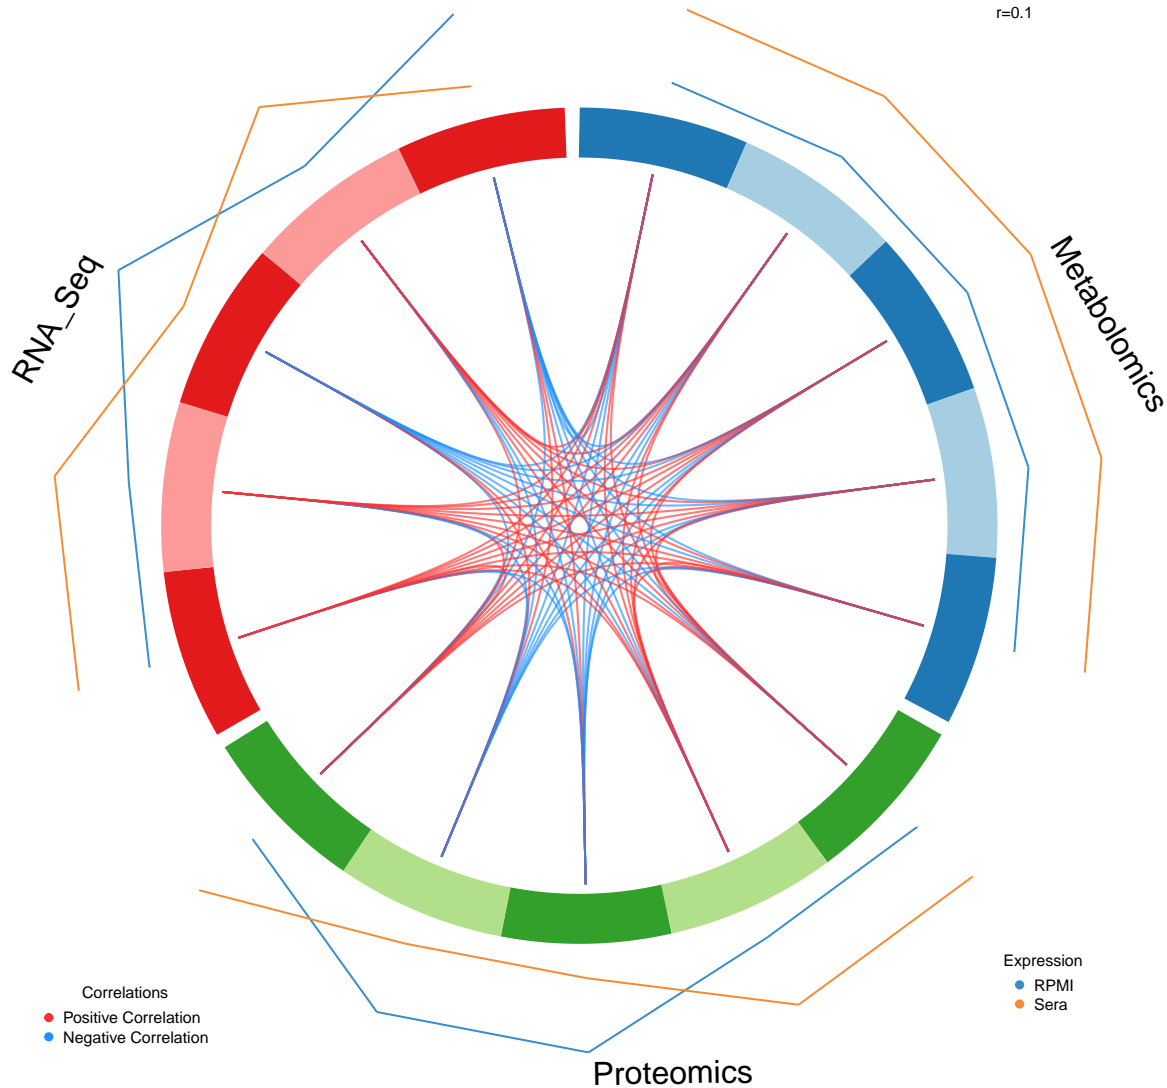 r=0.1
Metabolomics
RNA_Seq
Expression
RPMI
Sera
Correlations
Positive Correlation
Negative Correlation
Proteomics